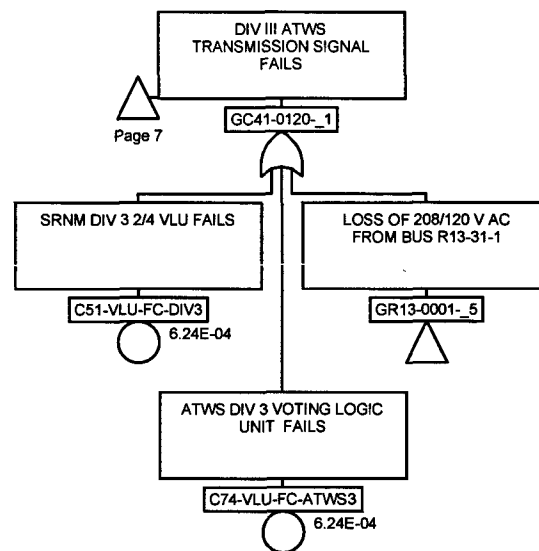 DIV III ATWS
TRANSMISSION SIGNAL
FAILS
Page 7
GC41-0120-_1
SRNM DIV 3 2/4 VLU FAILS
LOSS OF 208/120 V AC
FROM BUS R13-31-1
C51-VLU-FC-DIV3
6.24E-04
GR13-0001-_5
ATWS DIV 3 VOTING LOGIC
UNIT FAILS
C74-VLU-FC-ATWS3
6.24E-04